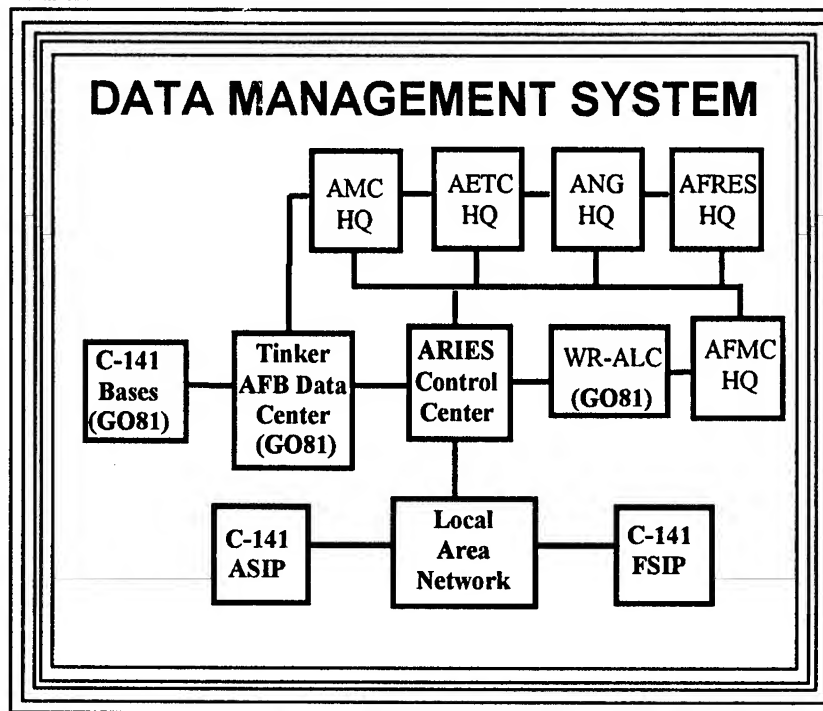 DATA MANAGEMENT SYSTEM
AMC
HQ
AETC
HQ
ANG
HQ
AFRES
HQ
C-141
Bases
(GO81)
Tinker
AFB Data
Center
(GO81)
ARIES
Control
Center
WR-ALC
(GO81)
AFMC
HQ
C-141
ASIP
Local
Area
Network
C-141
FSIP